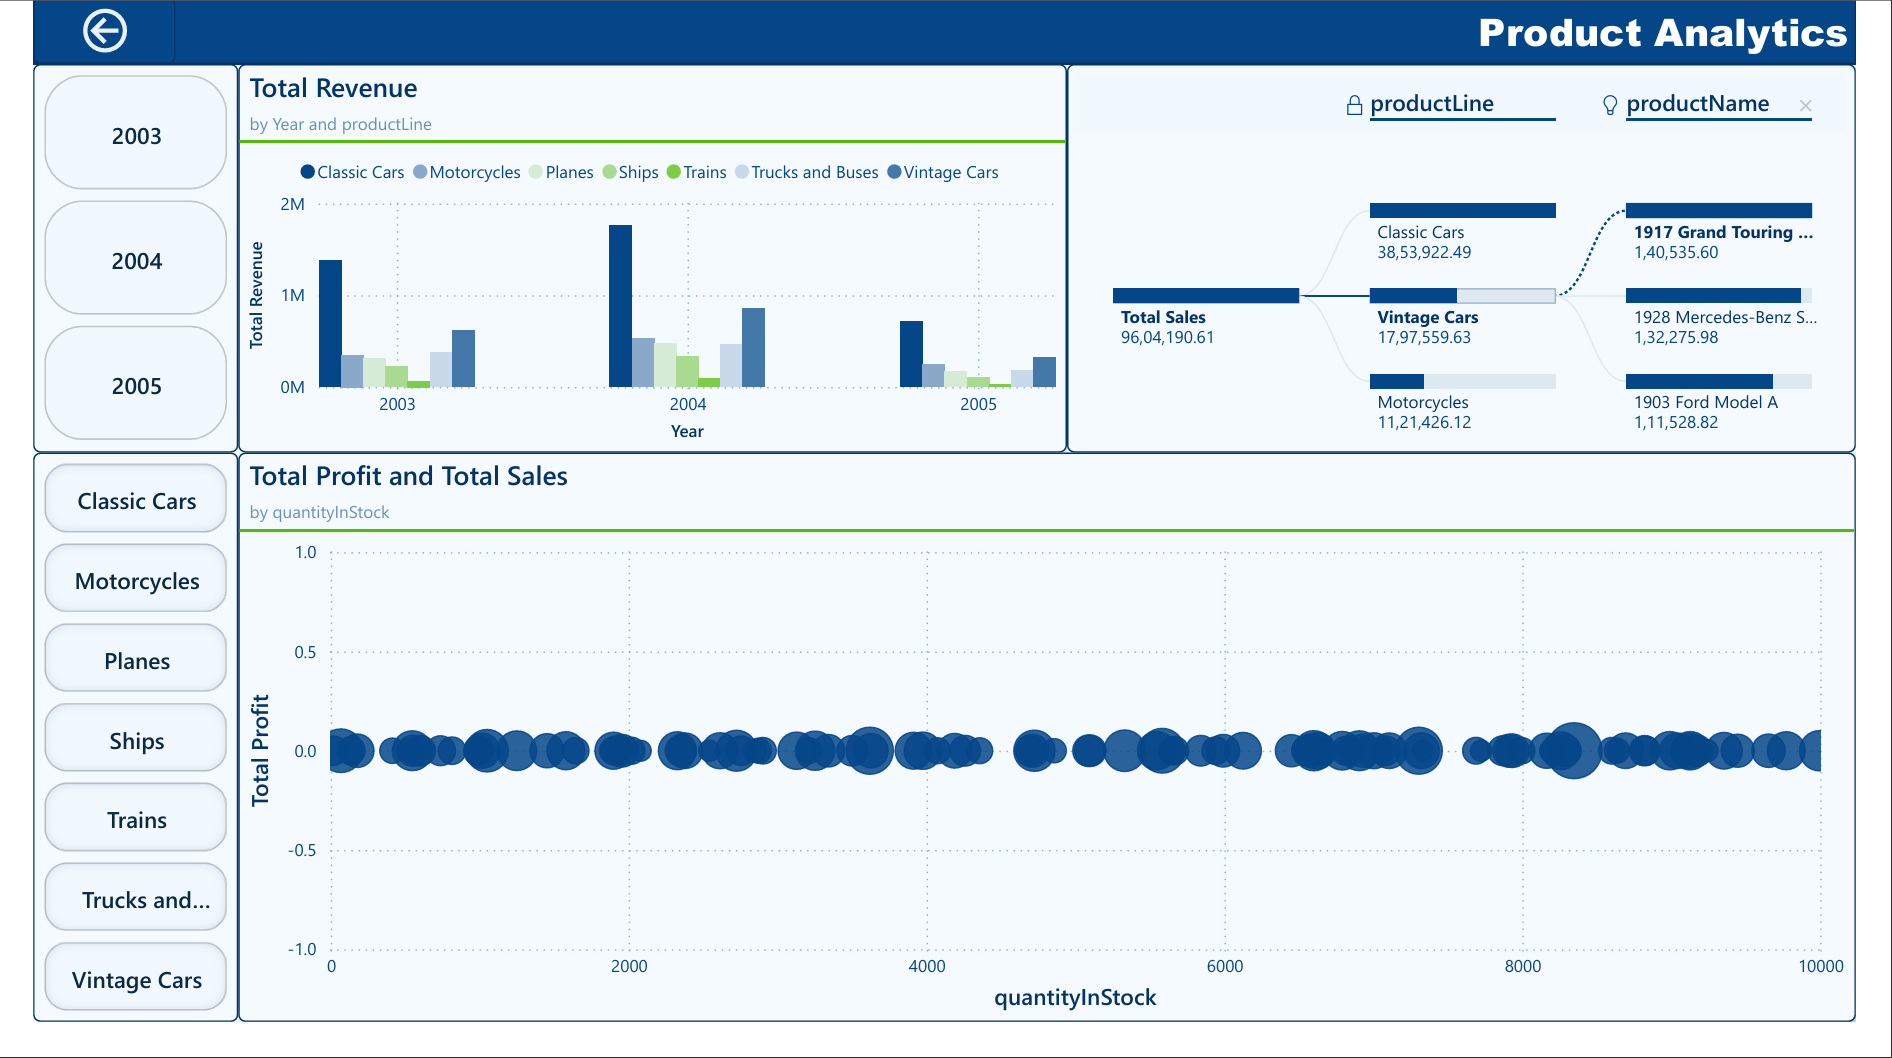 Product Analytics
2003
2004
2005
Total Revenue
by Year and productLine
Classic Cars Motorcycles Planes Ships Trains Trucks and Buses Vintage Cars
2M
1M
0M
Total Revenue
2003 2004 2005
Year
productLine productName
Total Sales
96,04,190.61
Classic Cars
38,53,922.49
Vintage Cars
17,97,559.63
Motorcycles
11,21,426.12
1917 Grand Touring ...
1,40,535.60
1928 Mercedes-Benz S...
1,32,275.98
1903 Ford Model A
1,11,528.82
Classic Cars
Motorcycles
Planes
Ships
Trains
Trucks and...
Vintage Cars
Total Profit and Total Sales
by quantityInStock
1.0
0.5
0.0
-0.5
-1.0
Total Profit
0 2000 4000 6000 8000 10000
quantityInStock